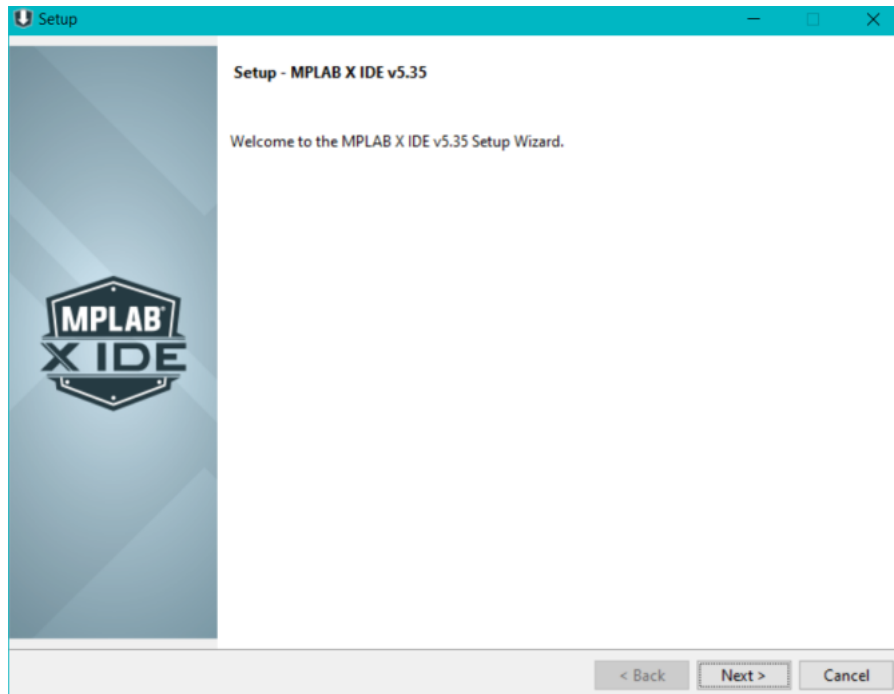 Setup
Setup - MPLAB X IDE v5.35
Welcome to the MPLAB X IDE v5.35 Setup Wizard.
MPLAB®
X IDE
< Back Next > Cancel